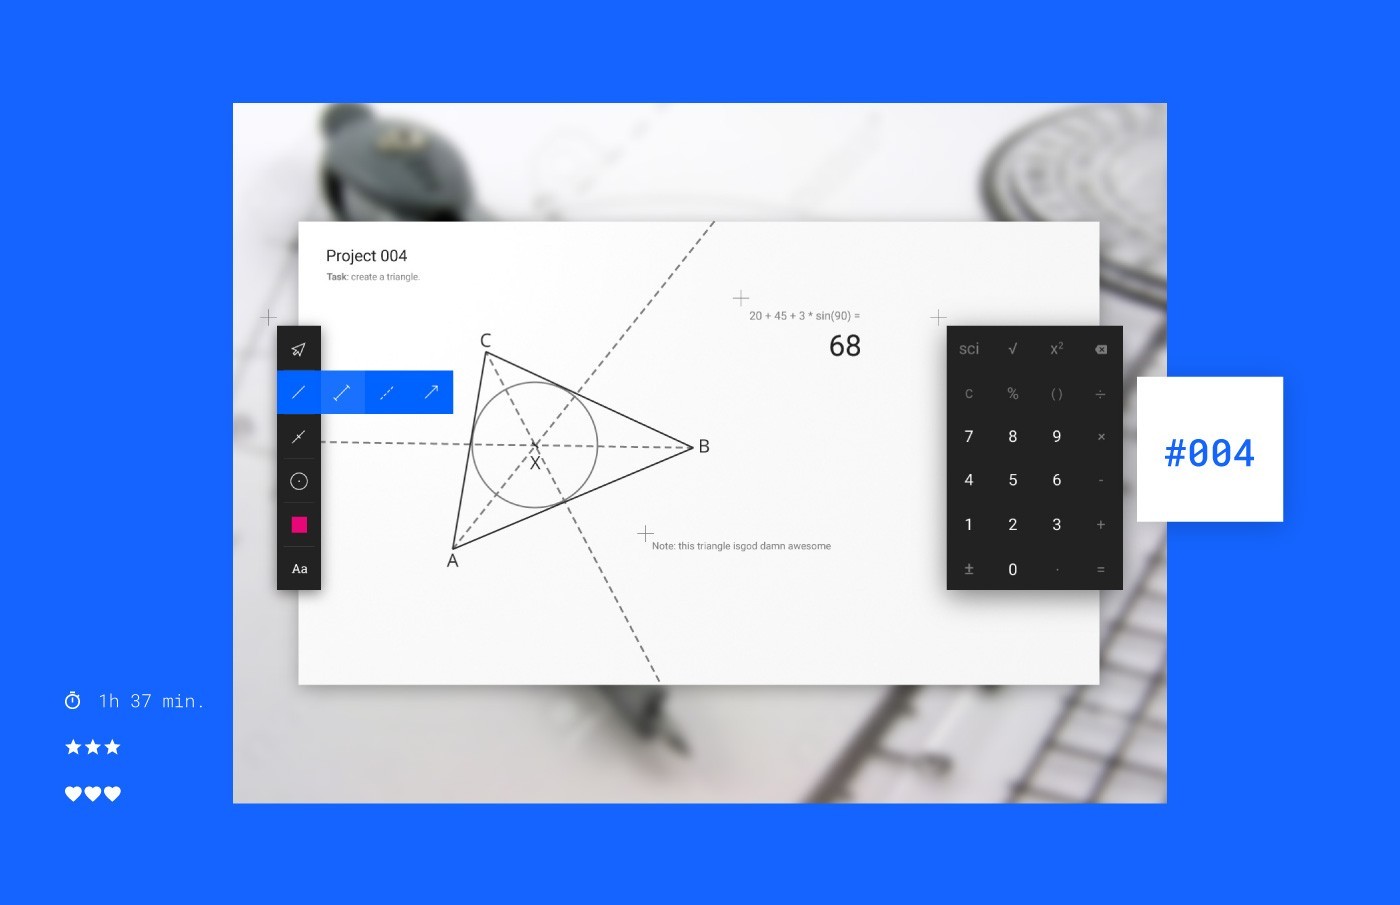 Project 004
Task: create a triangle.
20 + 45 + 3 * sin(90) =
68
C
B
X
A
Note: this triangle isgod damn awesome
Aa
sci √ x²
C % ( ) ÷
7 8 9 ×
4 5 6 -
1 2 3 +
± 0 · =
#004
1h 37 min.